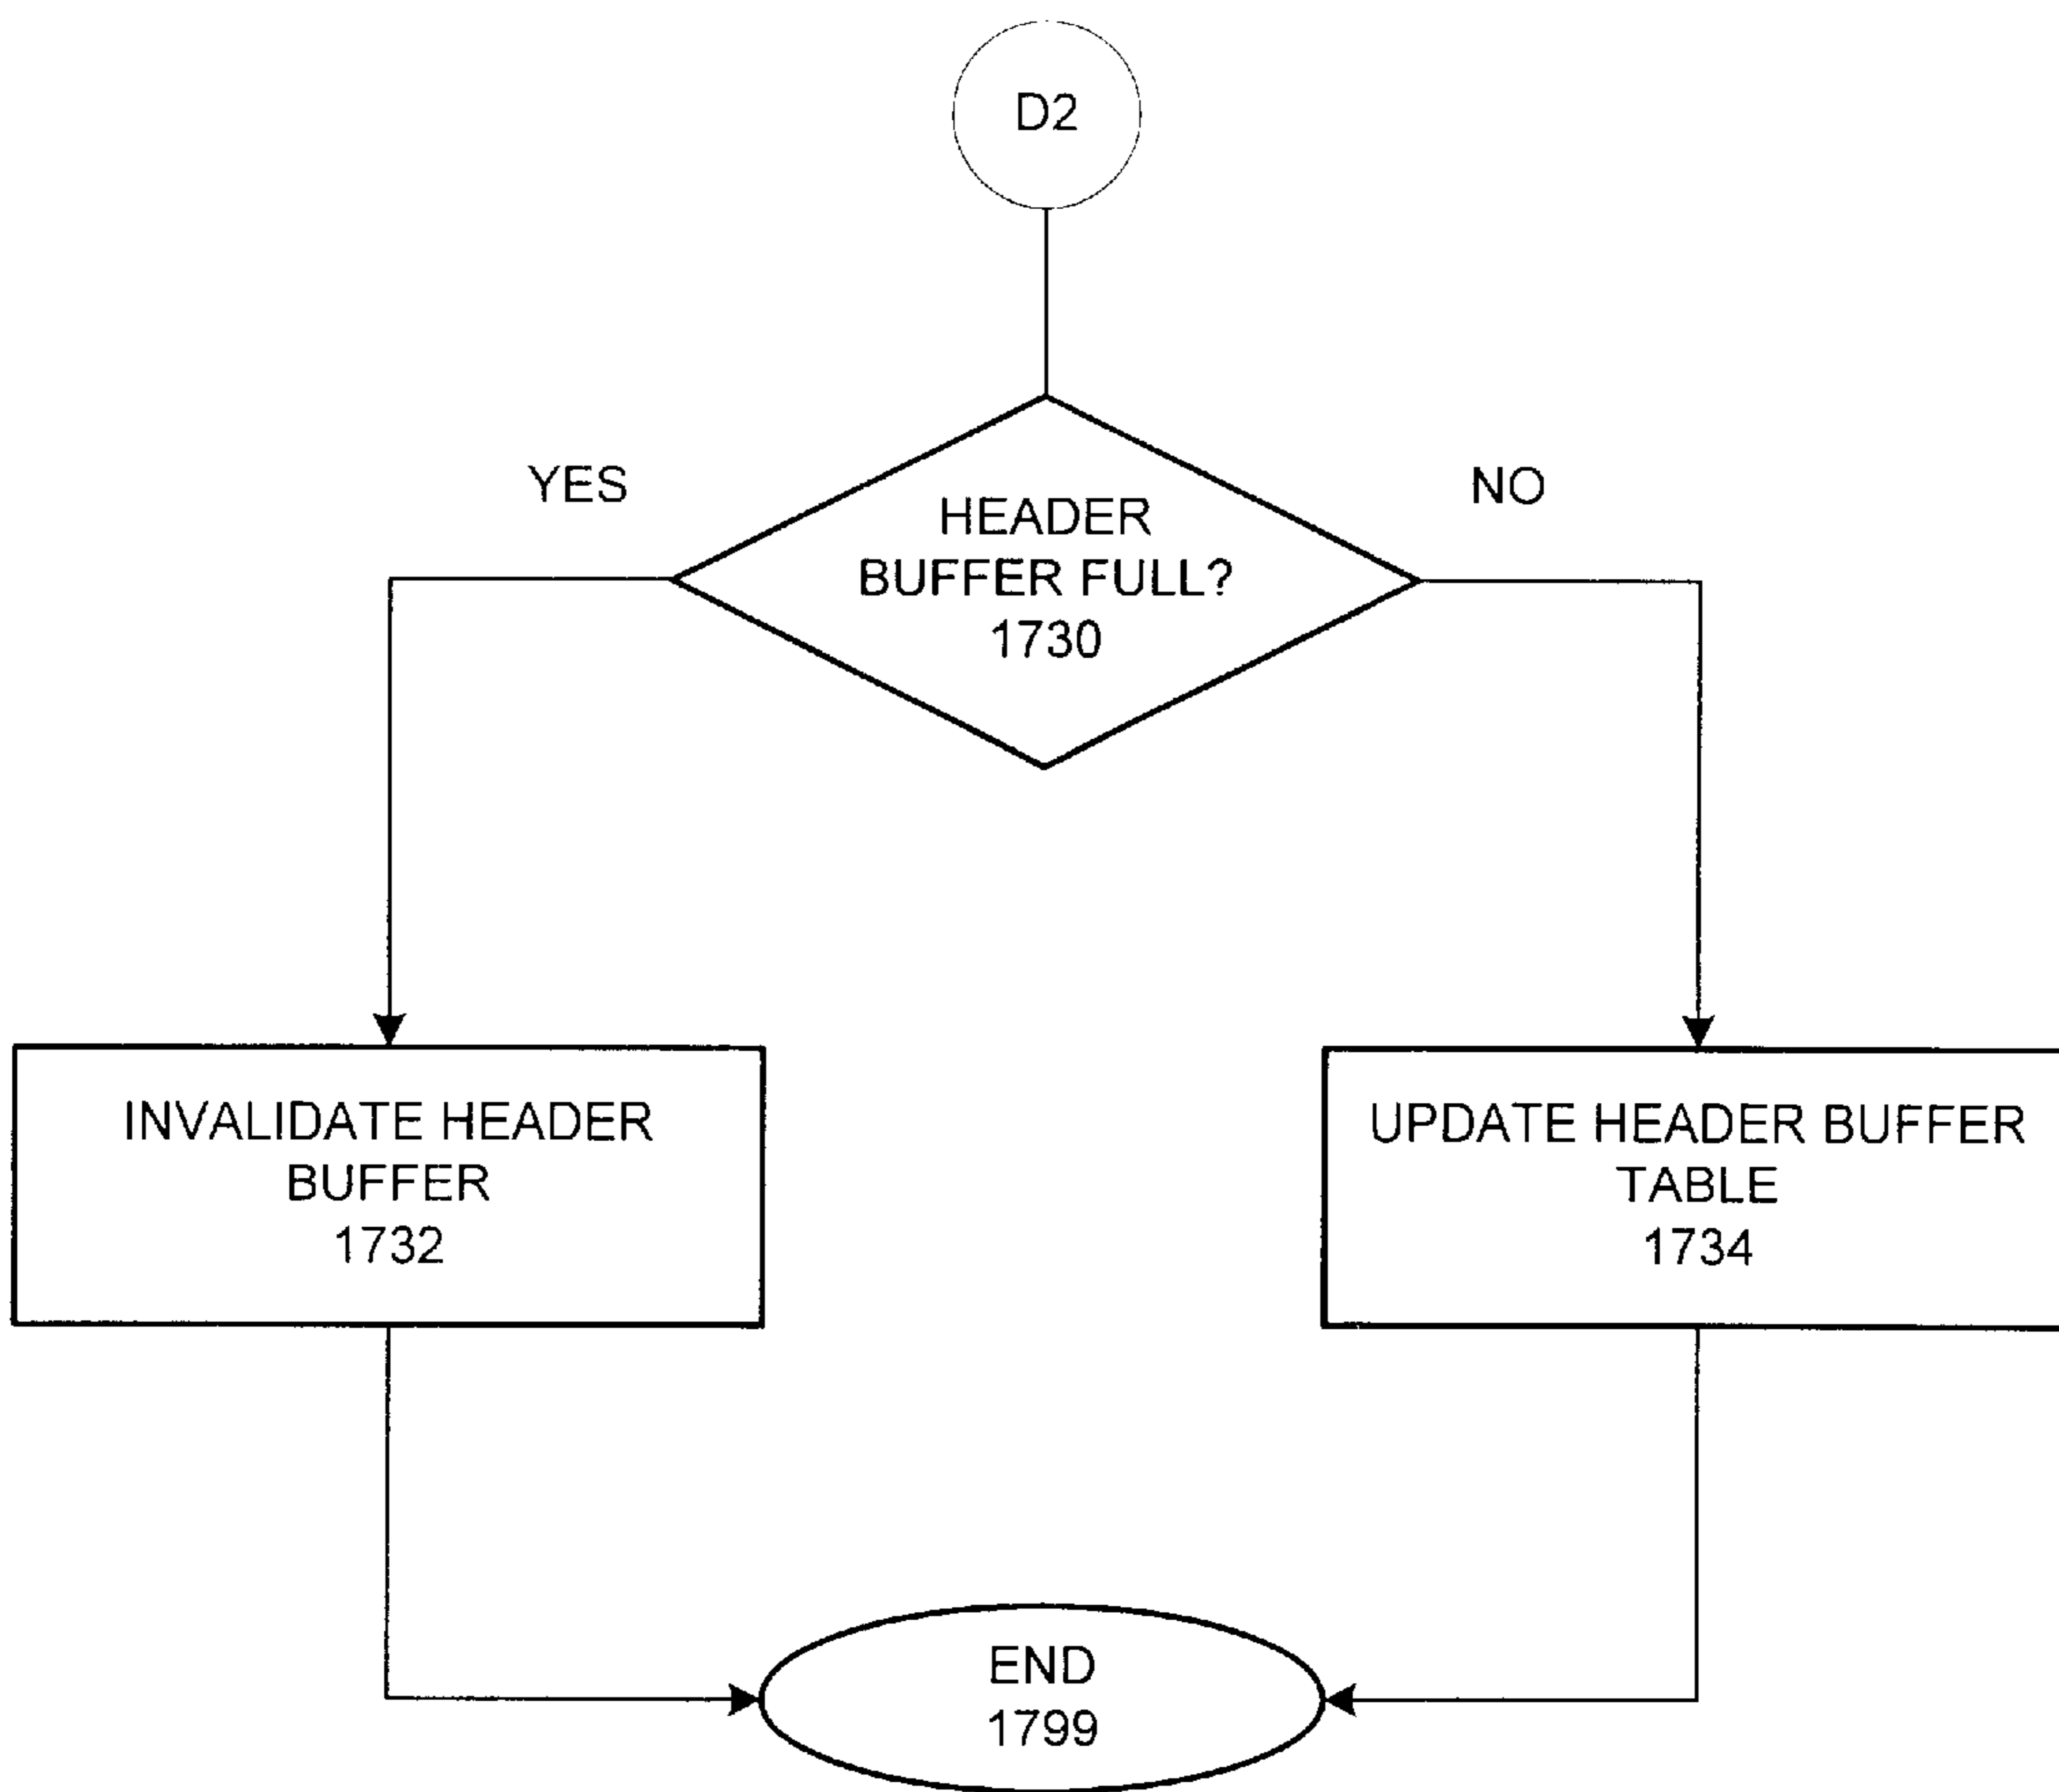 D2
YES
NO
HEADER
BUFFER FULL?
1730
INVALIDATE HEADER
BUFFER
1732
UPDATE HEADER BUFFER
TABLE
1734
END
1799